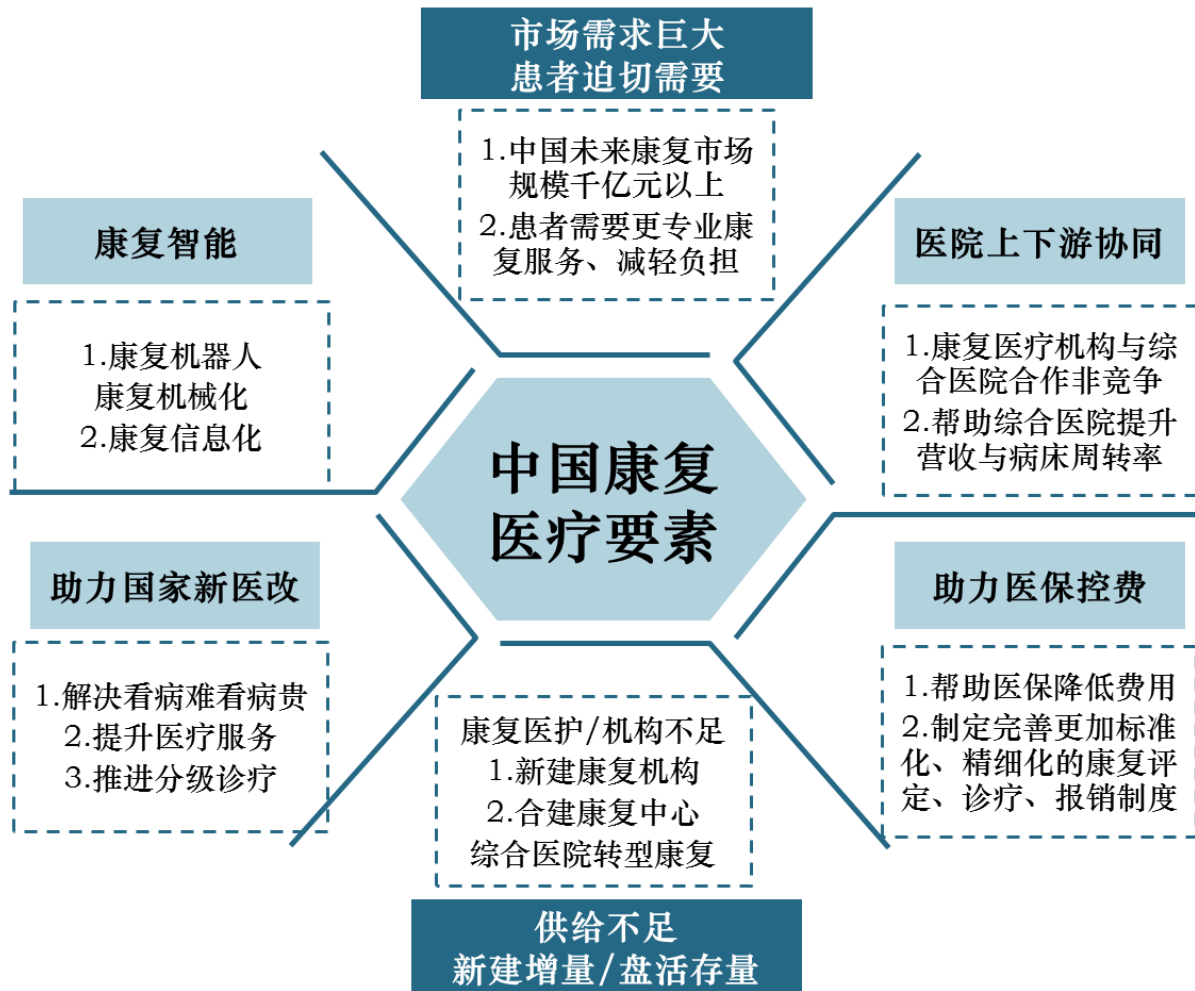 市场需求巨大
患者迫切需要
1.中国未来康复市场
规模千亿元以上
2.患者需要更专业康
复服务、减轻负担
康复智能
1.康复机器人
康复机械化
2.康复信息化
医院上下游协同
1.康复医疗机构与综
合医院合作非竞争
2.帮助综合医院提升
营收与病床周转率
中国康复
医疗要素
助力国家新医改
1.解决看病难看病贵
2.提升医疗服务
3.推进分级诊疗
助力医保控费
1.帮助医保降低费用
2.制定完善更加标准
化、精细化的康复评
定、诊疗、报销制度
康复医护/机构不足
1.新建康复机构
2.合建康复中心
综合医院转型康复
供给不足
新建增量/盘活存量